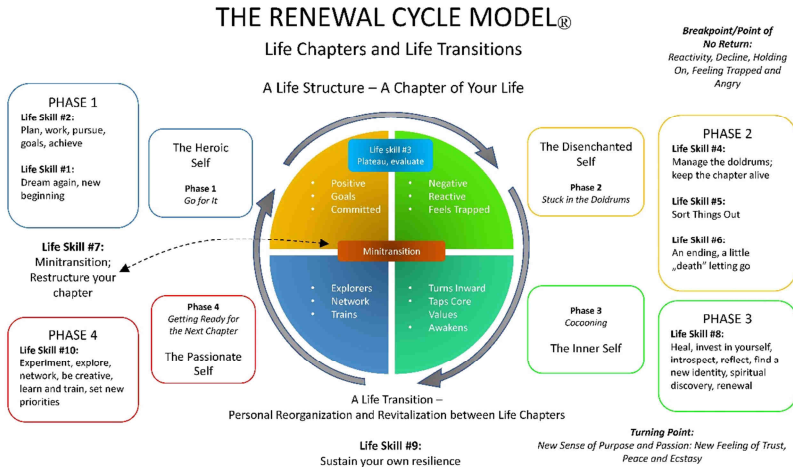 THE RENEWAL CYCLE MODEL®
Life Chapters and Life Transitions
A Life Structure – A Chapter of Your Life
Breakpoint/Point of
No Return:
Reactivity, Decline, Holding
On, Feeling Trapped and
Angry
PHASE 1
Life Skill #2:
Plan, work, pursue,
goals, achieve
Life Skill #1:
Dream again, new
beginning
The Heroic
Self
Phase 1
Go for It
Life skill #3
Plateau, evaluate
• Positive
• Goals
• Committed
• Negative
• Reactive
• Feels Trapped
The Disenchanted
Self
Phase 2
Stuck in the Doldrums
PHASE 2
Life Skill #4:
Manage the doldrums;
keep the chapter alive
Life Skill #5:
Sort Things Out
Life Skill #6:
An ending, a little
„death” letting go
Life Skill #7:
Minitransition;
Restructure your
chapter
Minitransition
• Explorers
• Network
• Trains
• Turns Inward
• Taps Core
Values
• Awakens
PHASE 4
Life Skill #10:
Experiment, explore,
network, be creative,
learn and train, set new
priorities
Phase 4
Getting Ready for
the Next Chapter
The Passionate
Self
Phase 3
Cocooning
The Inner Self
PHASE 3
Life Skill #8:
Heal, invest in yourself,
introspect, reflect, find a
new identity, spiritual
discovery, renewal
A Life Transition –
Personal Reorganization and Revitalization between Life Chapters
Life Skill #9:
Sustain your own resilience
Turning Point:
New Sense of Purpose and Passion: New Feeling of Trust,
Peace and Ecstasy